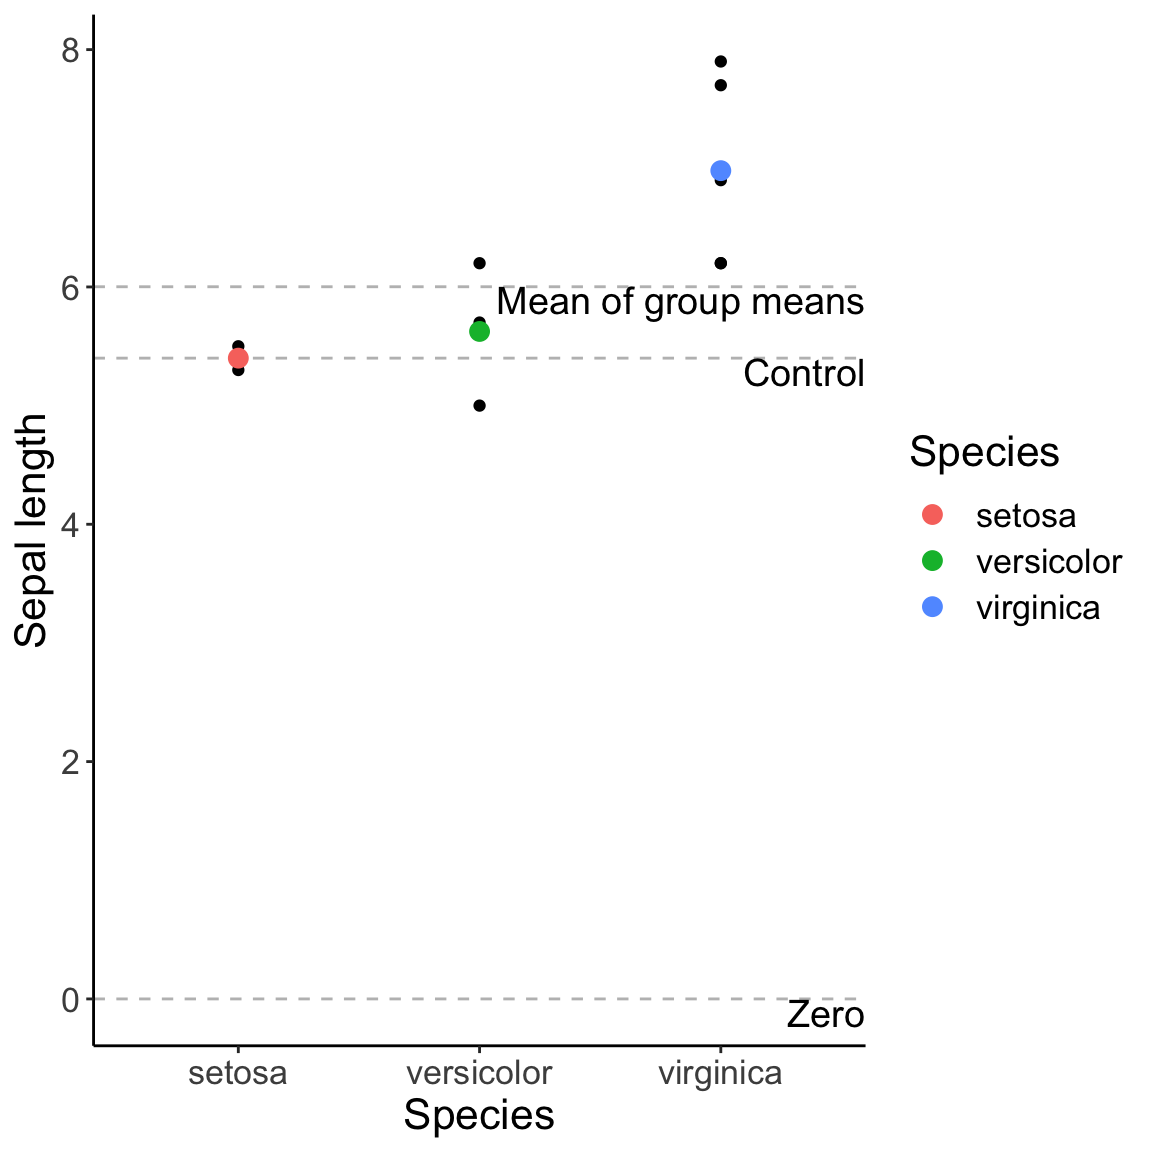 8
6
Mean of group means
Control
4
2
0
Zero
Sepal length
setosa
versicolor
virginica
Species
Species
setosa
versicolor
virginica